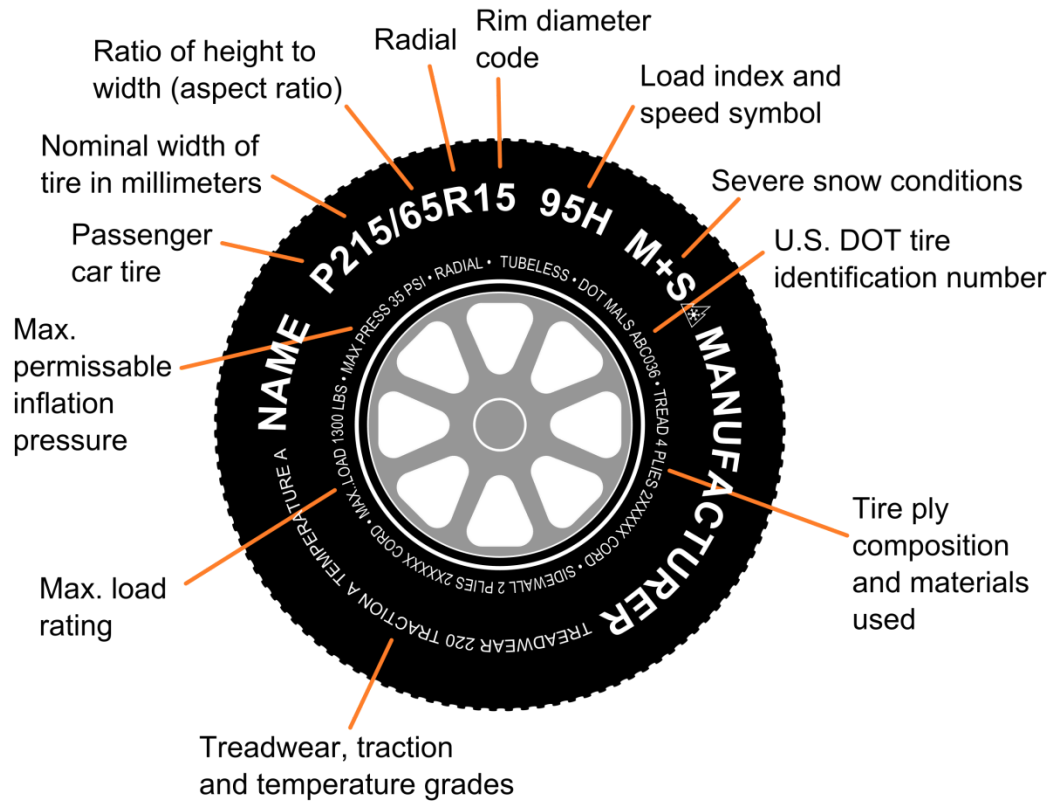 Ratio of height to
width (aspect ratio)
Radial
Rim diameter
code
Load index and
speed symbol
Nominal width of
tire in millimeters
Severe snow conditions
Passenger
car tire
U.S. DOT tire
identification number
Max.
permissable
inflation
pressure
Tire ply
composition
and materials
used
Max. load
rating
Treadwear, traction
and temperature grades
NAME P215/65R15 95H M+S MANUFACTURER
TREADWEAR 220 TRACTION A TEMPERATURE A
MAX. LOAD 1300 LBS • MAX PRESS 35 PSI • RADIAL • TUBELESS • DOT MALS ABC036 • TREAD 4 PLIES 2XXXXX CORD • SIDEWALL 2 PLIES 2XXXXX CORD •